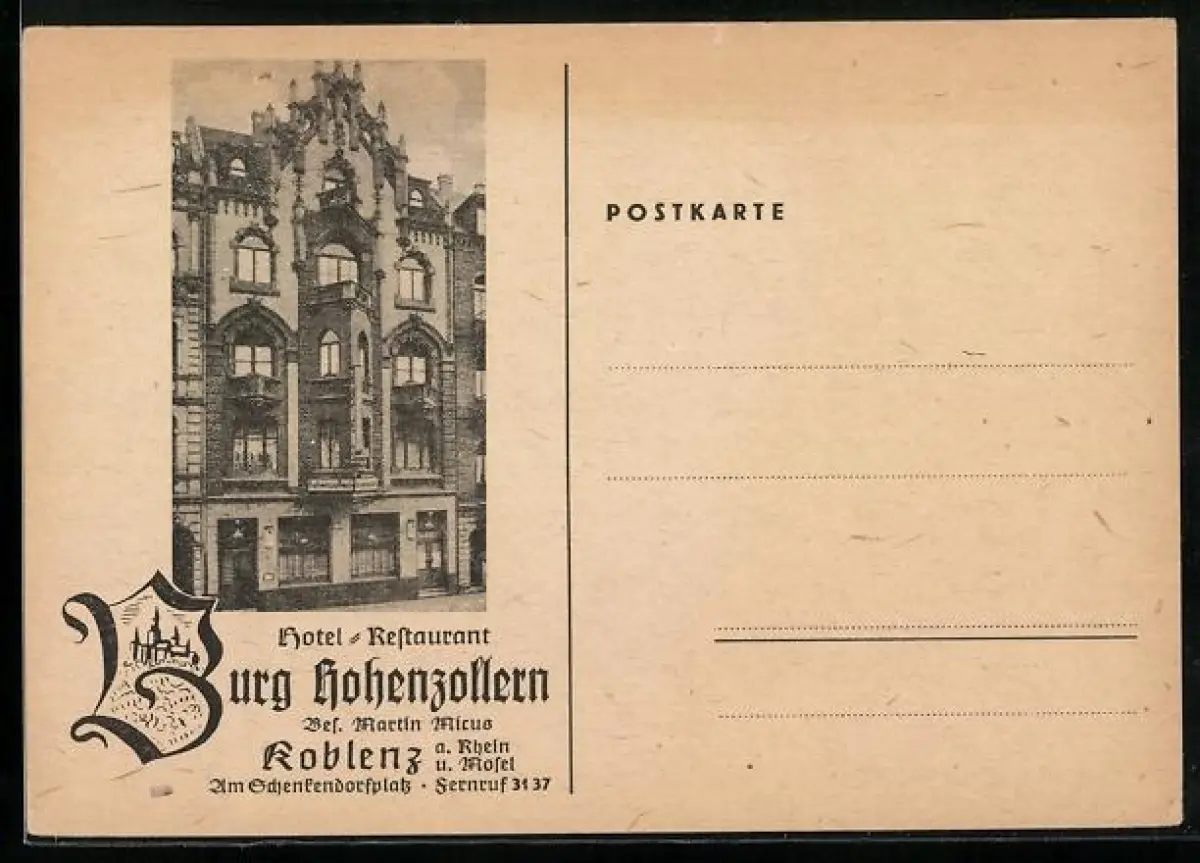 Hotel-Restaurant
Burg Hohenzollern
Bes. Martin Micus
Koblenz a. Rhein
u. Mosel
Am Schenkendorfplatz · Fernruf 3137
POSTKARTE